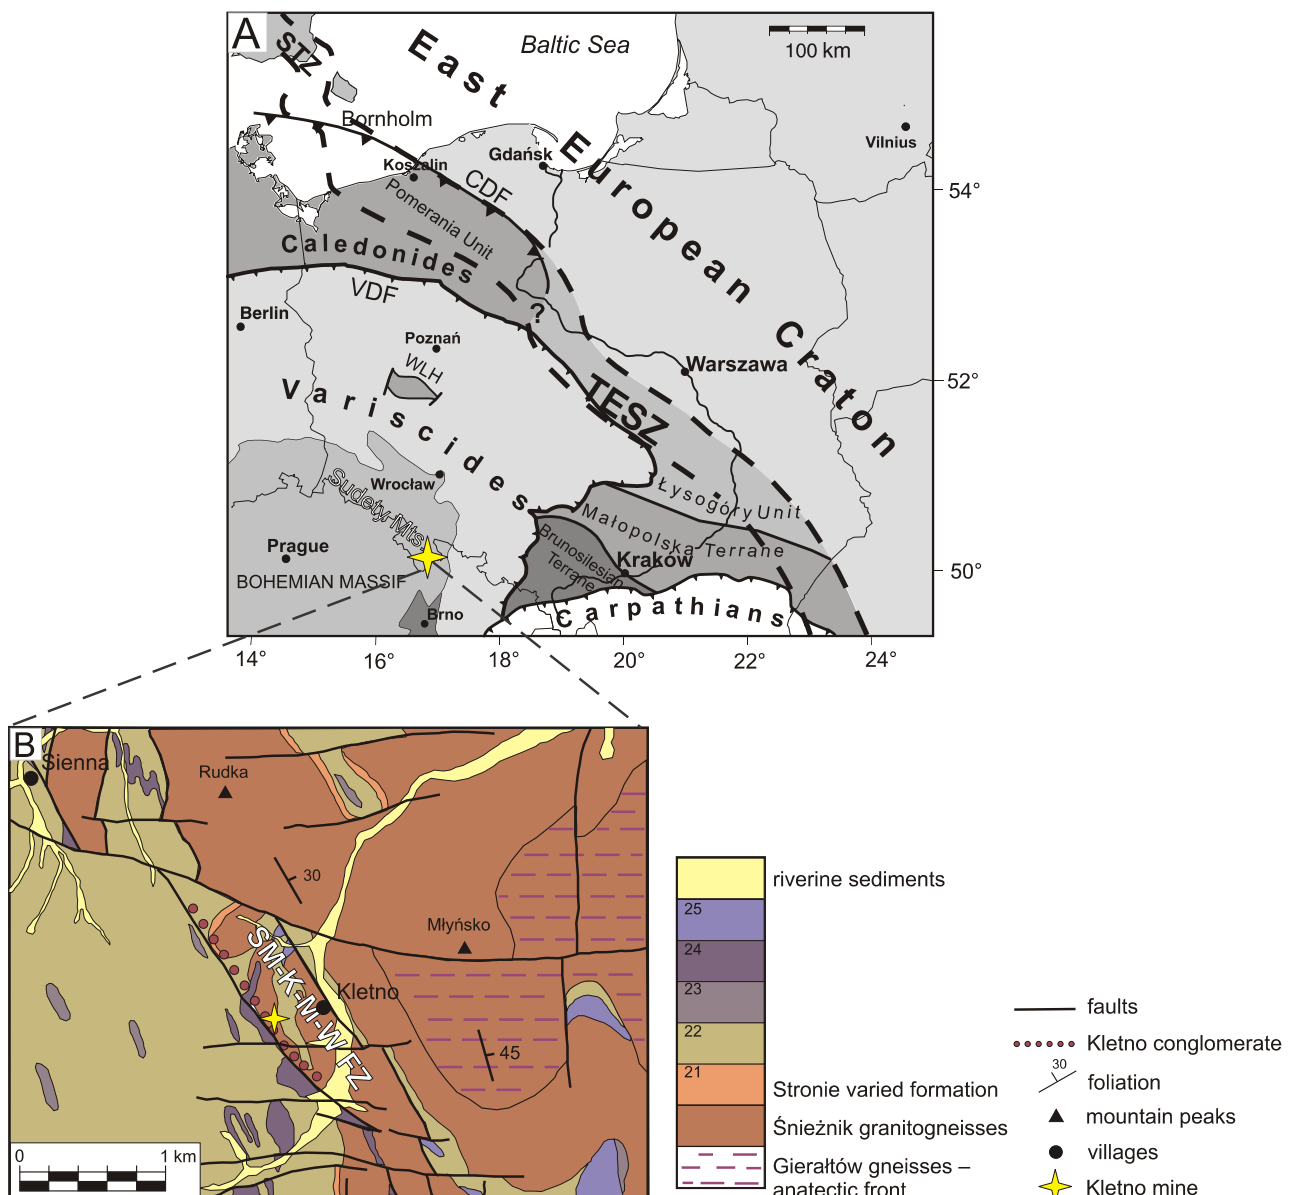 A
STZ
East European Craton
Baltic Sea
100 km
Bornholm
Koszalin
Gdańsk
Vilnius
CDF
Pomerania Unit
Caledonides
VDF
54°
Berlin
Poznań
WLH
?
Warszawa
52°
Variscides
TESZ
Wrocław
Sudety Mts.
Łysogóry Unit
Małopolska Terrane
Brunosilesian
Terrane
Kraków
Prague
BOHEMIAN MASSIF
50°
Brno
Carpathians
14°
16°
18°
20°
22°
24°
B
Sienna
Rudka
30
Młyńsko
SM-K-M-W FZ
Kletno
45
0
1 km
riverine sediments
25
24
23
22
21
Stronie varied formation
Śnieżnik granitogneisses
Gierałtów gneisses –
anatectic front
faults
Kletno conglomerate
30
foliation
mountain peaks
villages
Kletno mine